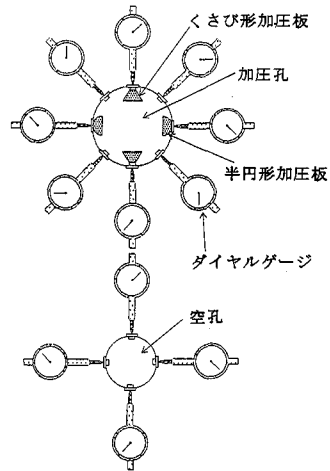 くさび形加圧板
加圧孔
半円形加圧板
ダイヤルゲージ
空孔